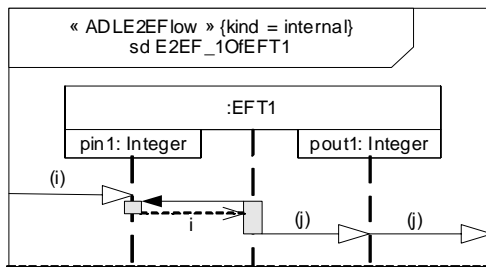 « ADLE2EFlow » {kind = internal}
sd E2EF_1OfEFT1
:EFT1
pin1: Integer
pout1: Integer
(i)
i
(j)
(j)